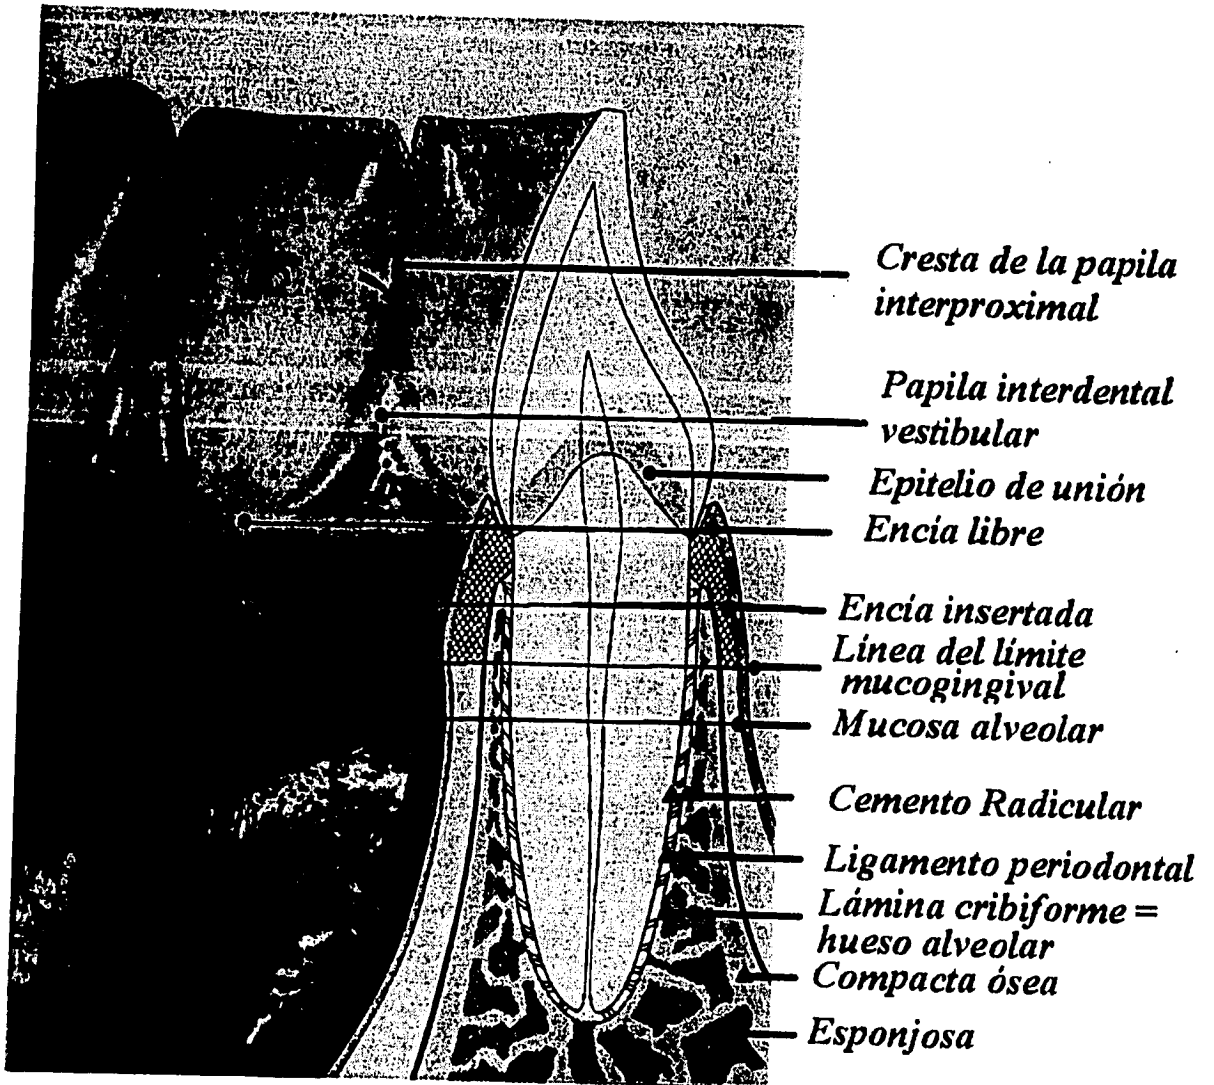 Cresta de la papila
interproximal
Papila interdental
vestibular
Epitelio de unión
Encía libre
Encía insertada
Línea del límite
mucogingival
Mucosa alveolar
Cemento Radicular
Ligamento periodontal
Lámina cribiforme =
hueso alveolar
Compacta ósea
Esponjosa